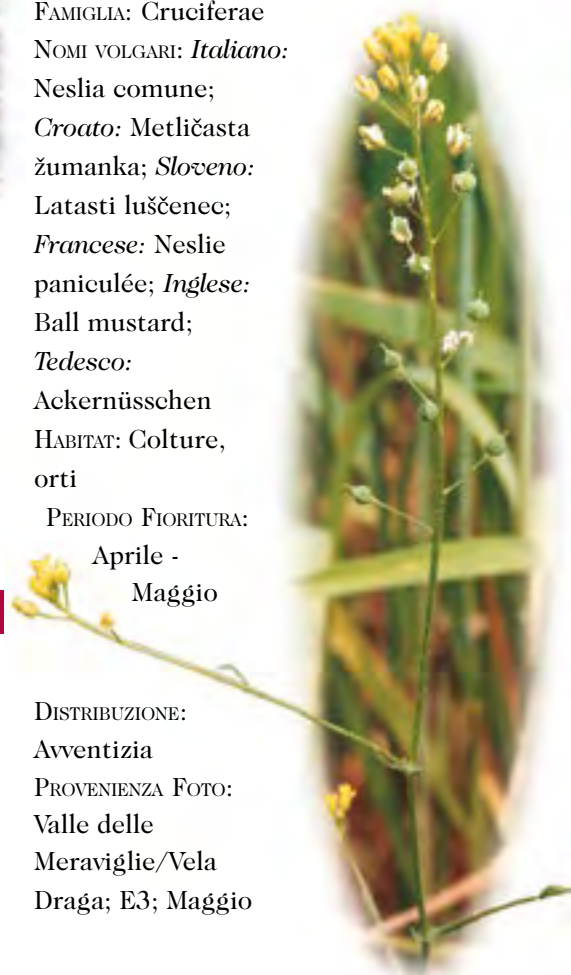 FAMIGLIA: Cruciferae
NOMI VOLGARI: Italiano:
Neslia comune;
Croato: Metličasta
žumanka; Sloveno:
Latasti luščenec;
Francese: Neslie
paniculée; Inglese:
Ball mustard;
Tedesco:
Ackernüsschen
HABITAT: Colture,
orti
PERIODO FIORITURA:
Aprile -
Maggio
DISTRIBUZIONE:
Avventizia
PROVENIENZA FOTO:
Valle delle
Meraviglie/Vela
Draga; E3; Maggio